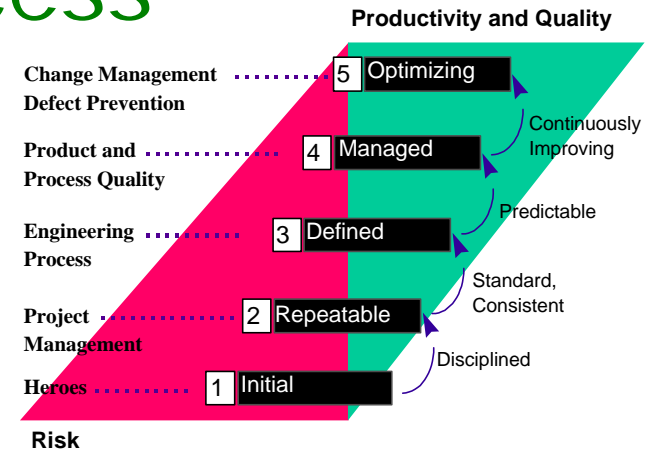 Productivity and Quality
Change Management
Defect Prevention
5 Optimizing
Continuously
Improving
Product and
Process Quality
4 Managed
Predictable
Engineering
Process
3 Defined
Standard,
Consistent
Project
Management
2 Repeatable
Disciplined
Heroes
1 Initial
Risk